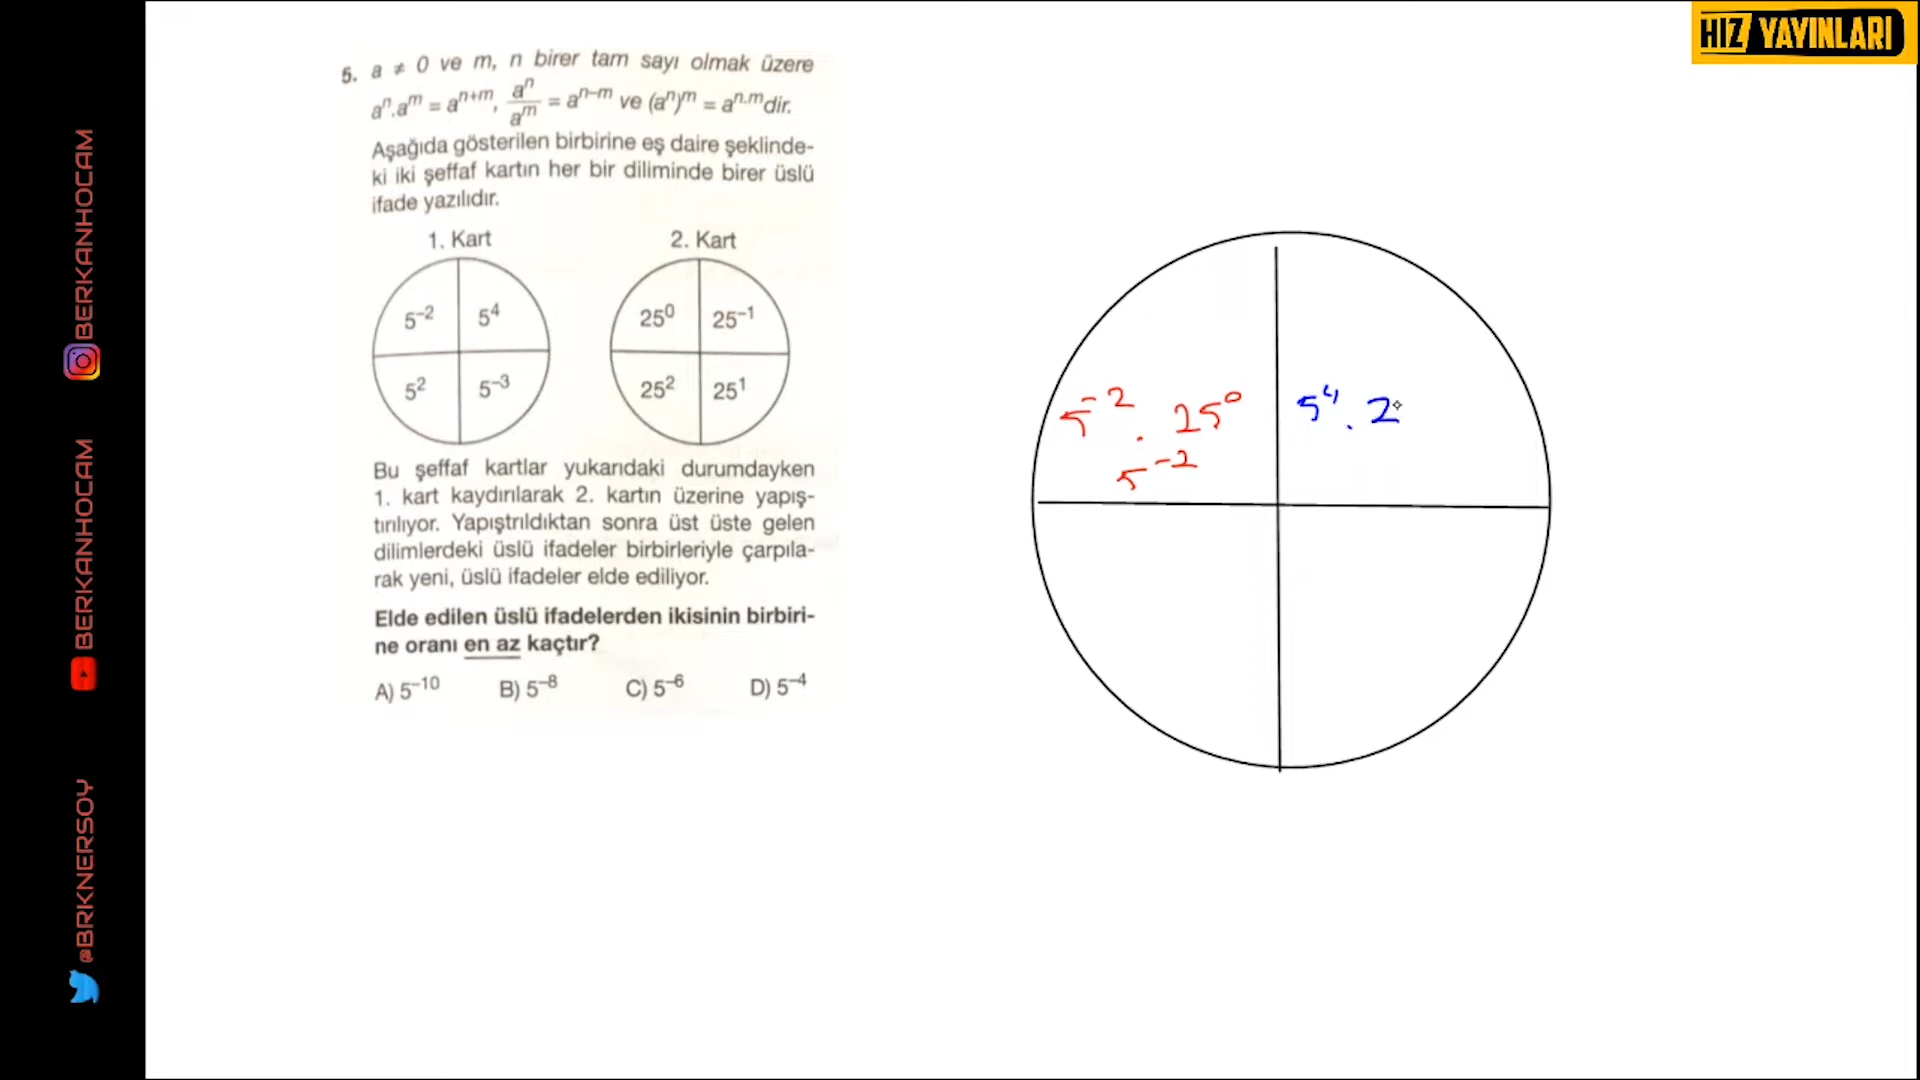 HIZ YAYINLARI
BERKANHOCAM
BERKANHOCAM
@BRKNERSOY
5. a ≠ 0 ve m, n birer tam sayı olmak üzere
aⁿ.aᵐ = aⁿ⁺ᵐ, aⁿ/aᵐ = aⁿ⁻ᵐ ve (aⁿ)ᵐ = aⁿ·ᵐdir.
Aşağıda gösterilen birbirine eş daire şeklinde-
ki iki şeffaf kartın her bir diliminde birer üslü
ifade yazılıdır.
1. Kart 2. Kart
5⁻² 5⁴ 25⁰ 25⁻¹
5² 5⁻³ 25² 25¹
Bu şeffaf kartlar yukarıdaki durumdayken
1. kart kaydırılarak 2. kartın üzerine yapış-
tırılıyor. Yapıştrıldıktan sonra üst üste gelen
dilimlerdeki üslü ifadeler birbirleriyle çarpıla-
rak yeni, üslü ifadeler elde ediliyor.
Elde edilen üslü ifadelerden ikisinin birbiri-
ne oranı en az kaçtır?
A) 5⁻¹⁰ B) 5⁻⁸ C) 5⁻⁶ D) 5⁻⁴
5⁻² . 25⁰ 5⁴ . 2
5⁻²